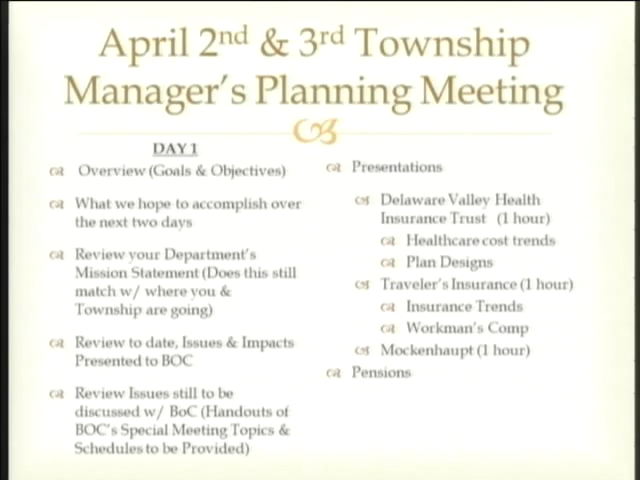 April 2nd & 3rd Township
Manager's Planning Meeting
DAY 1
Overview (Goals & Objectives)
What we hope to accomplish over
the next two days
Review your Department's
Mission Statement (Does this still
match w/ where you &
Township are going)
Review to date, Issues & Impacts
Presented to BOC
Review Issues still to be
discussed w/ BoC (Handouts of
BOC's Special Meeting Topics &
Schedules to be Provided)
Presentations
Delaware Valley Health
Insurance Trust (1 hour)
Healthcare cost trends
Plan Designs
Traveler's Insurance (1 hour)
Insurance Trends
Workman's Comp
Mockenhaupt (1 hour)
Pensions